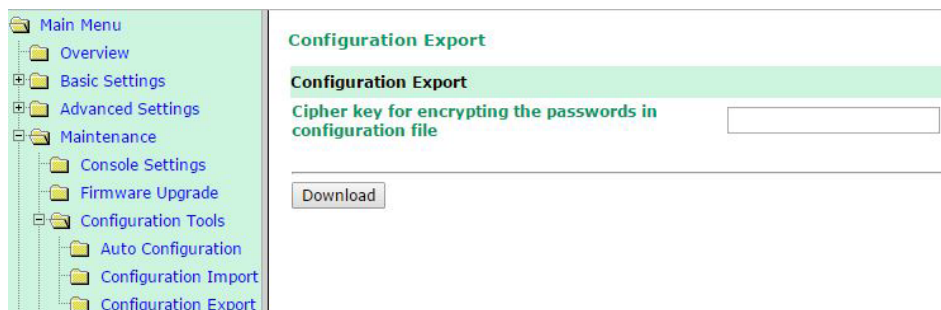 Main Menu
Overview
Basic Settings
Advanced Settings
Maintenance
Console Settings
Firmware Upgrade
Configuration Tools
Auto Configuration
Configuration Import
Configuration Export
Configuration Export
Configuration Export
Cipher key for encrypting the passwords in
configuration file
Download